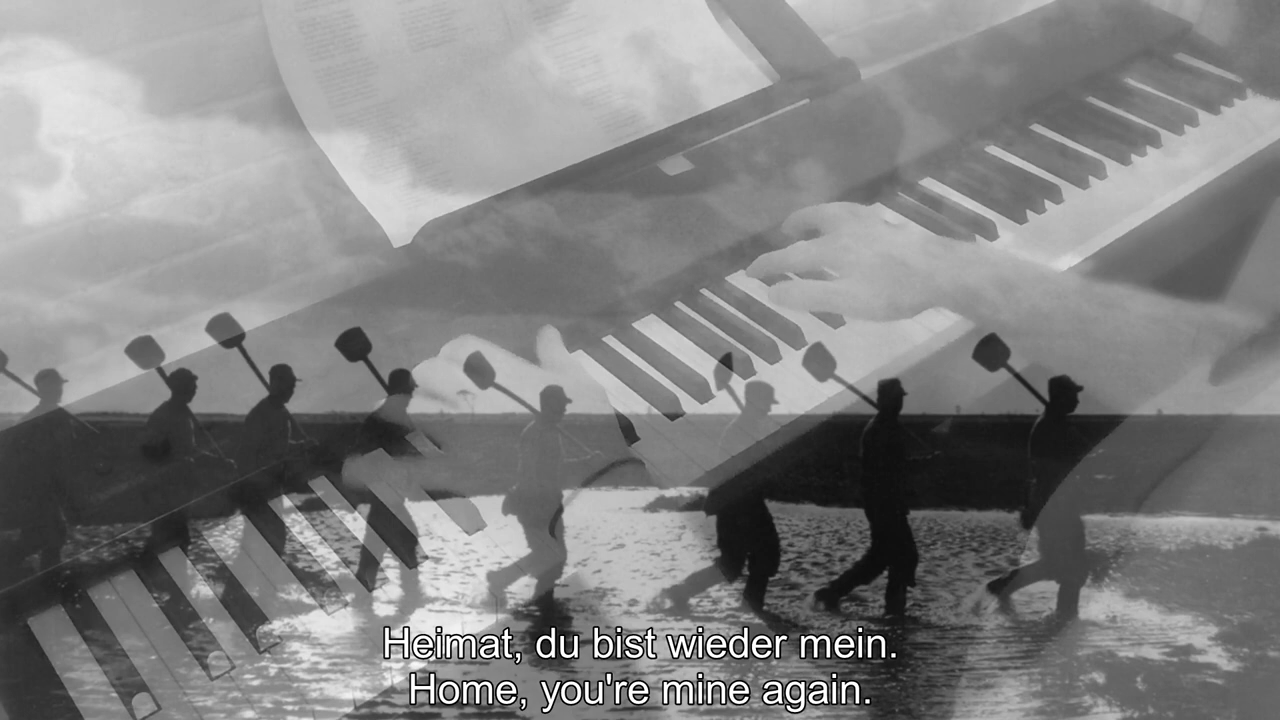 Heimat, du bist wieder mein.
Home, you're mine again.